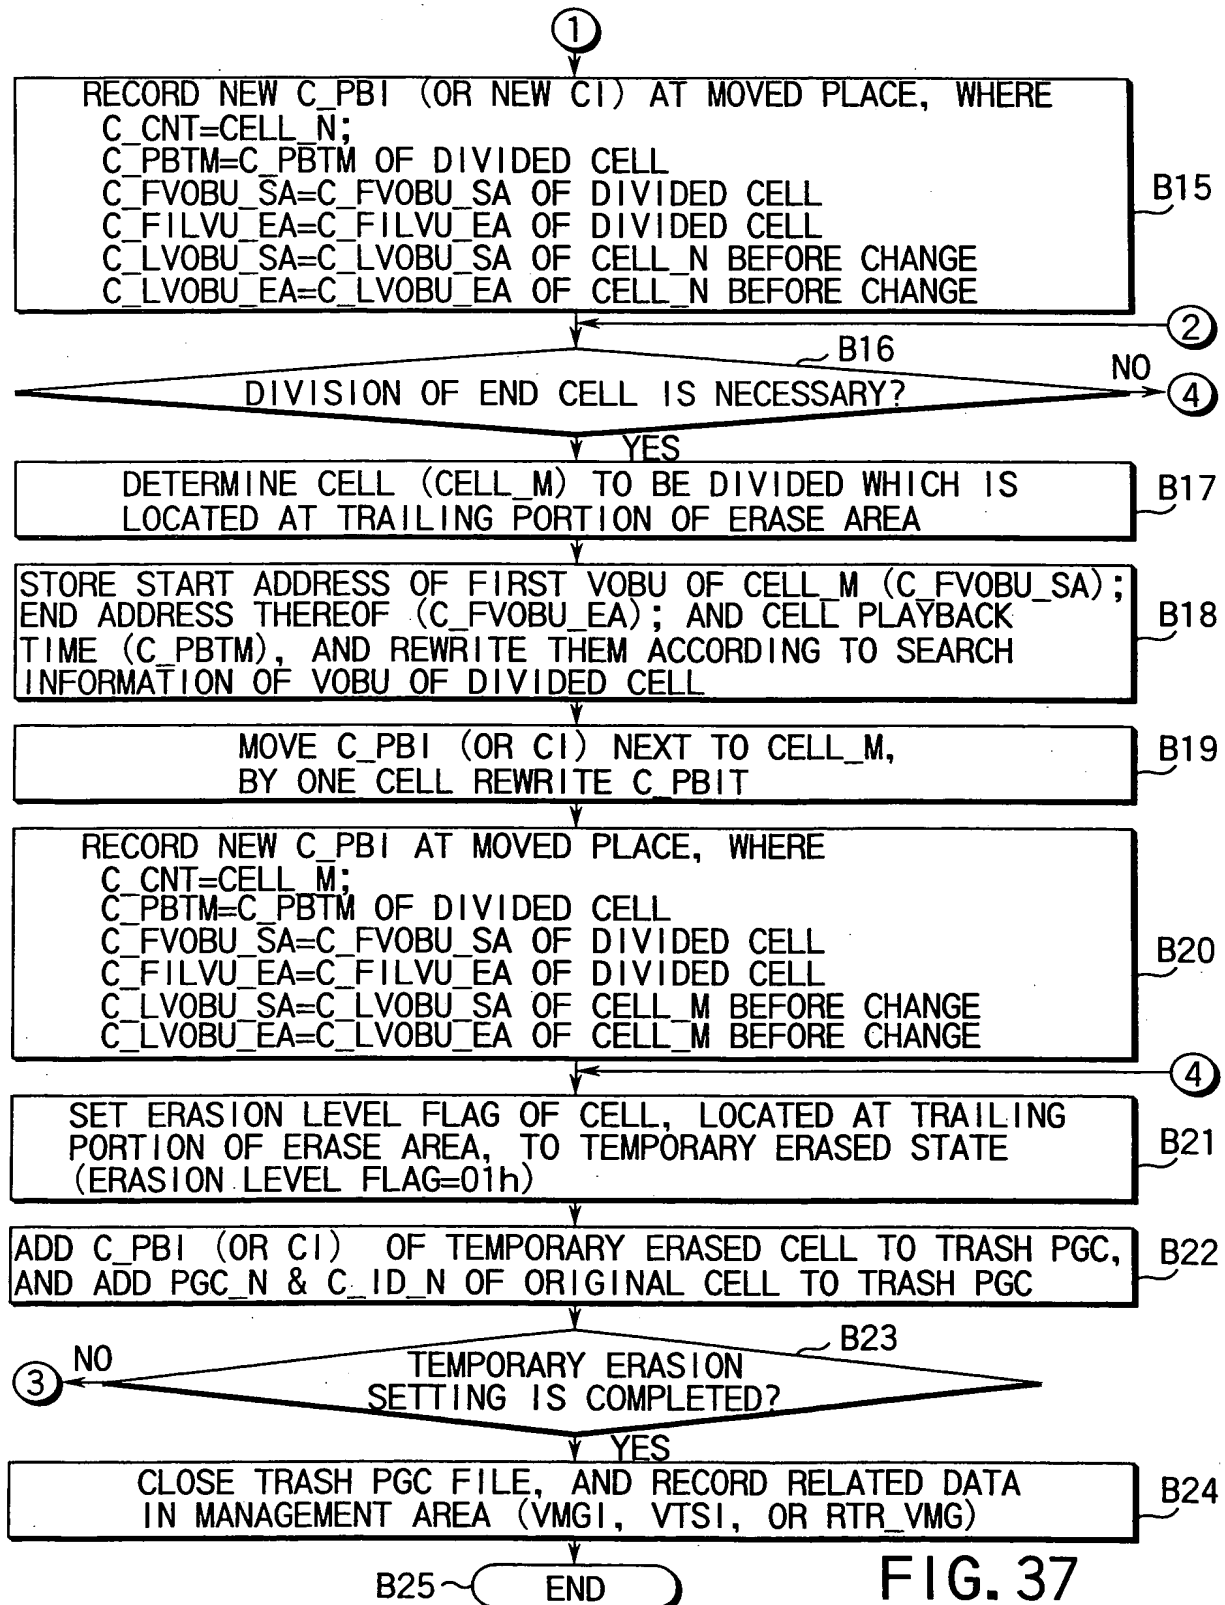 1
RECORD NEW C_PBI (OR NEW CI) AT MOVED PLACE, WHERE
C_CNT=CELL_N;
C_PBTM=C_PBTM OF DIVIDED CELL
C_FVOBU_SA=C_FVOBU_SA OF DIVIDED CELL
C_FILVU_EA=C_FILVU_EA OF DIVIDED CELL
C_LVOBU_SA=C_LVOBU_SA OF CELL_N BEFORE CHANGE
C_LVOBU_EA=C_LVOBU_EA OF CELL_N BEFORE CHANGE
B15
2
B16
DIVISION OF END CELL IS NECESSARY?
NO
4
YES
DETERMINE CELL (CELL_M) TO BE DIVIDED WHICH IS
LOCATED AT TRAILING PORTION OF ERASE AREA
B17
STORE START ADDRESS OF FIRST VOBU OF CELL_M (C_FVOBU_SA);
END ADDRESS THEREOF (C_FVOBU_EA); AND CELL PLAYBACK
TIME (C_PBTM), AND REWRITE THEM ACCORDING TO SEARCH
INFORMATION OF VOBU OF DIVIDED CELL
B18
MOVE C_PBI (OR CI) NEXT TO CELL_M,
BY ONE CELL REWRITE C_PBIT
B19
RECORD NEW C_PBI AT MOVED PLACE, WHERE
C_CNT=CELL_M;
C_PBTM=C_PBTM OF DIVIDED CELL
C_FVOBU_SA=C_FVOBU_SA OF DIVIDED CELL
C_FILVU_EA=C_FILVU_EA OF DIVIDED CELL
C_LVOBU_SA=C_LVOBU_SA OF CELL_M BEFORE CHANGE
C_LVOBU_EA=C_LVOBU_EA OF CELL_M BEFORE CHANGE
B20
4
SET ERASION LEVEL FLAG OF CELL, LOCATED AT TRAILING
PORTION OF ERASE AREA, TO TEMPORARY ERASED STATE
(ERASION LEVEL FLAG=01h)
B21
ADD C_PBI (OR CI) OF TEMPORARY ERASED CELL TO TRASH PGC,
AND ADD PGC_N & C_ID_N OF ORIGINAL CELL TO TRASH PGC
B22
B23
3
NO
TEMPORARY ERASION
SETTING IS COMPLETED?
YES
CLOSE TRASH PGC FILE, AND RECORD RELATED DATA
IN MANAGEMENT AREA (VMGI, VTSI, OR RTR_VMG)
B24
B25
END
FIG. 37